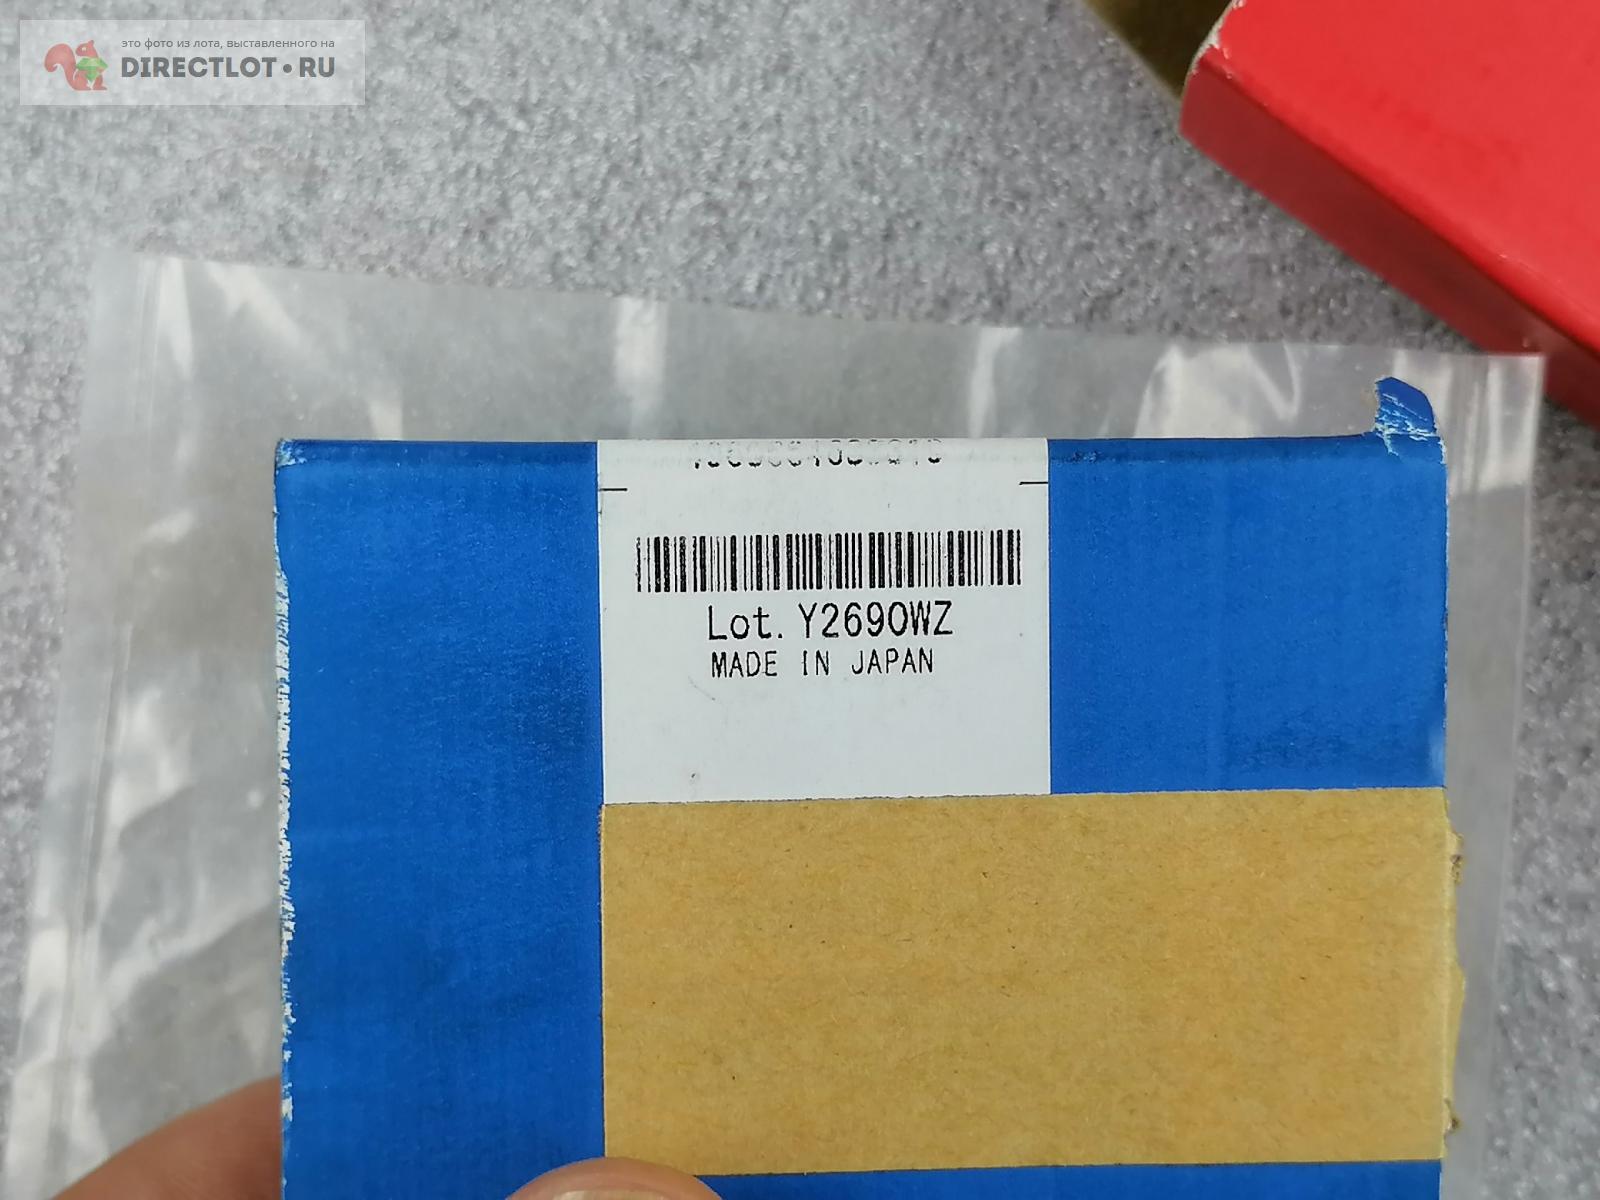 это фото из лота, выставленного на
DIRECTLOT•RU
Lot. Y2690WZ
MADE IN JAPAN